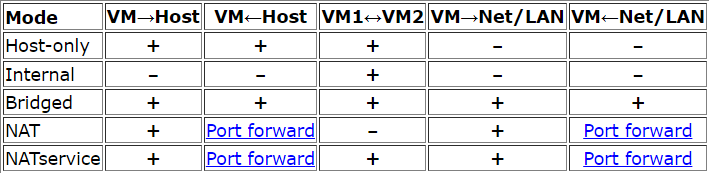 Mode VM→Host VM←Host VM1↔VM2 VM→Net/LAN VM←Net/LAN
Host-only + + + – –
Internal – – + – –
Bridged + + + + +
NAT + Port forward – + Port forward
NATservice + Port forward + + Port forward